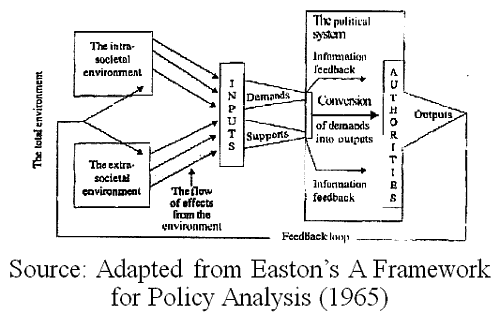 The total environment
The intra-
societal
environment
The extra-
societal
environment
The flow
of effects
from the
environment
INPUTS
Demands
Supports
The political
system
Information
feedback
Conversion
of demands
into outputs
Information
feedback
AUTHORITIES
Outputs
Feedback loop
Source: Adapted from Easton's A Framework
for Policy Analysis (1965)